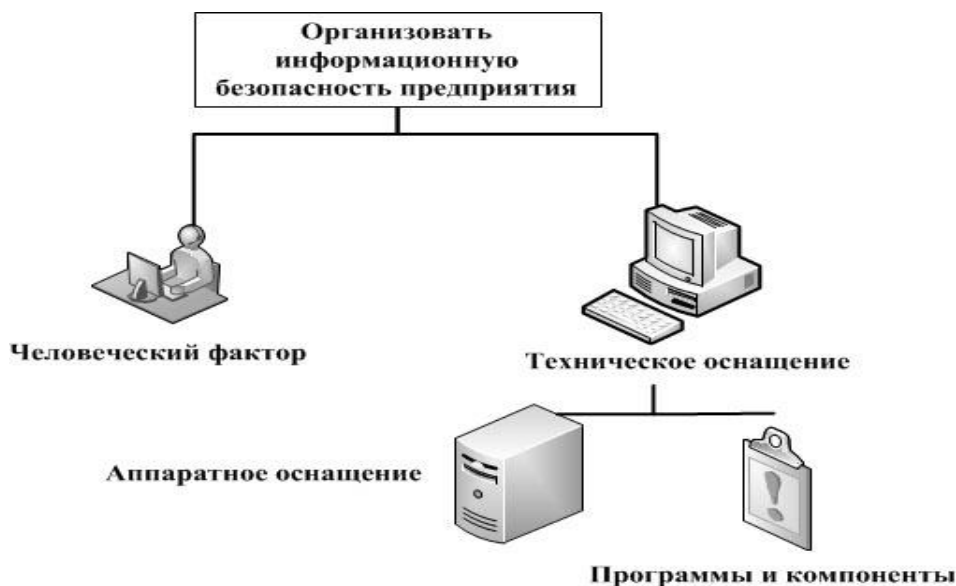 Организовать
информационную
безопасность предприятия
Человеческий фактор
Техническое оснащение
Аппаратное оснащение
Программы и компоненты